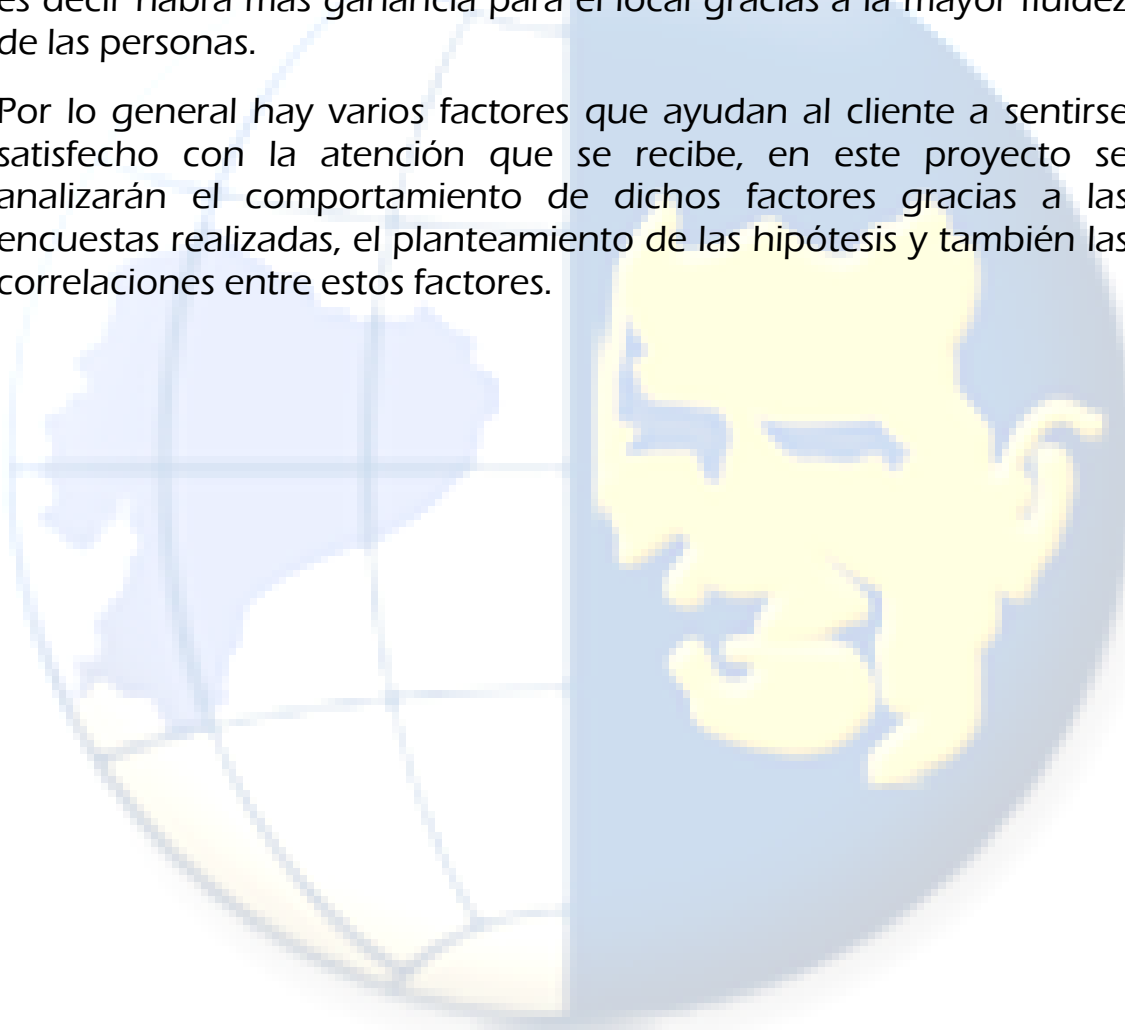 es decir habrá más ganancia para el local gracias a la mayor fluidez
de las personas.
Por lo general hay varios factores que ayudan al cliente a sentirse
satisfecho con la atención que se recibe, en este proyecto se
analizarán el comportamiento de dichos factores gracias a las
encuestas realizadas, el planteamiento de las hipótesis y también las
correlaciones entre estos factores.